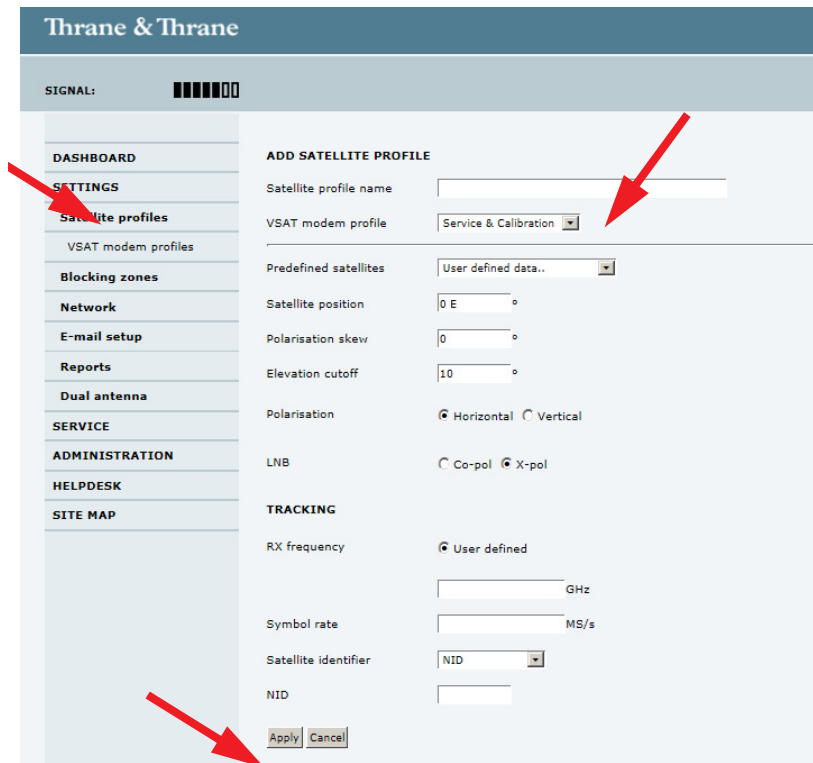 Thrane & Thrane
SIGNAL:
DASHBOARD
SETTINGS
Satellite profiles
VSAT modem profiles
Blocking zones
Network
E-mail setup
Reports
Dual antenna
SERVICE
ADMINISTRATION
HELPDESK
SITE MAP
ADD SATELLITE PROFILE
Satellite profile name
VSAT modem profile Service & Calibration
Predefined satellites User defined data..
Satellite position 0 E °
Polarisation skew 0 °
Elevation cutoff 10 °
Polarisation Horizontal Vertical
LNB Co-pol X-pol
TRACKING
RX frequency User defined
GHz
Symbol rate MS/s
Satellite identifier NID
NID
Apply Cancel